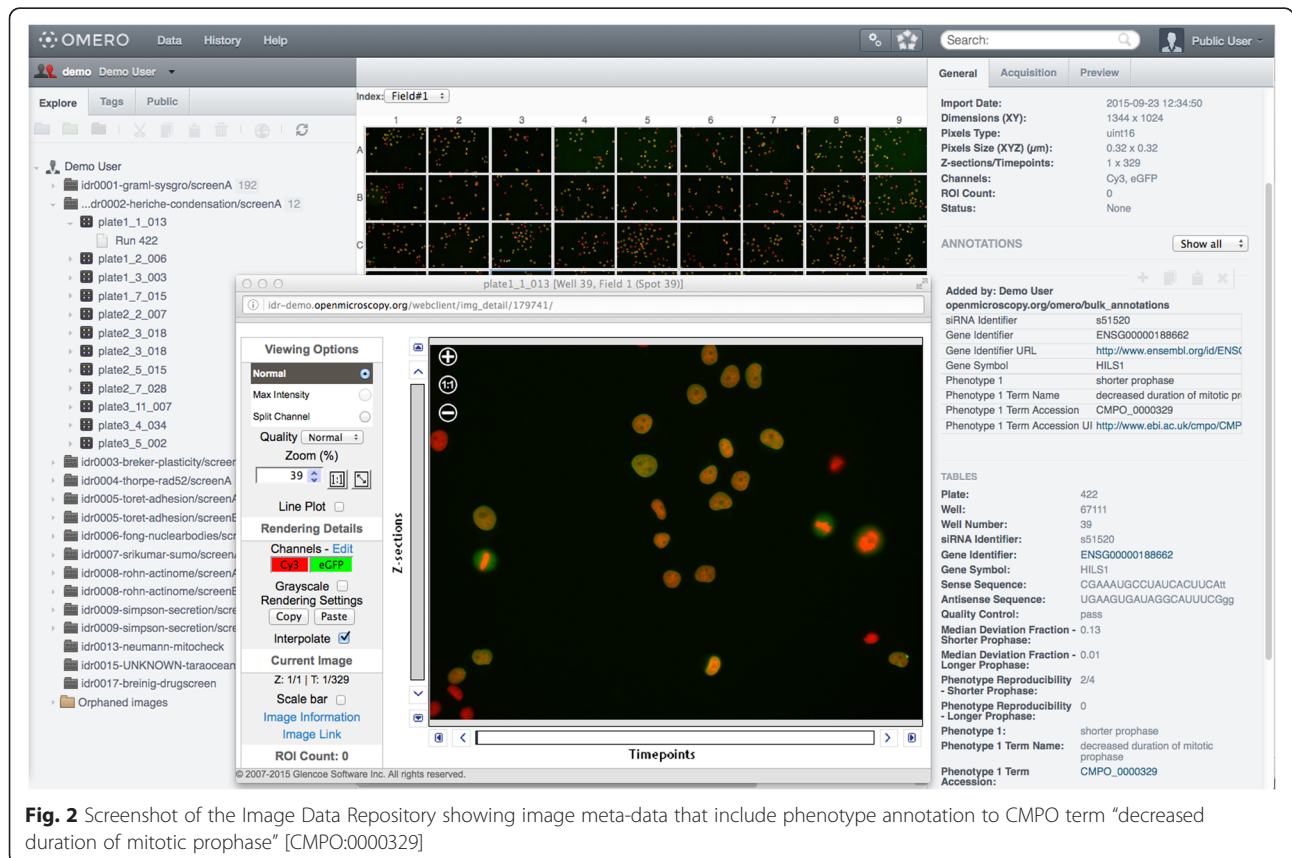 OMERO Data History Help Search: Public User
demo Demo User
Explore Tags Public
Demo User
idr0001-graml-sysgro/screenA 192
...dr0002-heriche-condensation/screenA 12
plate1_1_013
Run 422
plate1_2_006
plate1_3_003
plate1_7_015
plate2_2_007
plate2_3_018
plate2_3_018
plate2_5_015
plate2_7_028
plate3_11_007
plate3_4_034
plate3_5_002
idr0003-breker-plasticity/screen
idr0004-thorpe-rad52/screenA
idr0005-toret-adhesion/screenA
idr0005-toret-adhesion/screenE
idr0006-fong-nuclearbodies/scree
idr0007-srikumar-sumo/screenA
idr0008-rohn-actinome/screenA
idr0008-rohn-actinome/screenE
idr0009-simpson-secretion/scre
idr0009-simpson-secretion/scre
idr0013-neumann-mitocheck
idr0015-UNKNOWN-taraocean
idr0017-breinig-drugscreen
Orphaned images
Index: Field#1
1 2 3 4 5 6 7 8 9
A
B
C
plate1_1_013 [Well 39, Field 1 (Spot 39)]
idr-demo.openmicroscopy.org/webclient/img_detail/179741/
Viewing Options
Normal
Max Intensity
Split Channel
Quality Normal
Zoom (%)
39 1:1
Line Plot
Rendering Details
Channels - Edit
Cy3 eGFP
Grayscale
Rendering Settings
Copy Paste
Interpolate
Current Image
Z: 1/1 | T: 1/329
Scale bar
Image Information
Image Link
ROI Count: 0
Z-sections
1:1
Timepoints
© 2007-2015 Glencoe Software Inc. All rights reserved.
General Acquisition Preview
Import Date: 2015-09-23 12:34:50
Dimensions (XY): 1344 x 1024
Pixels Type: uint16
Pixels Size (XYZ) (µm): 0.32 x 0.32
Z-sections/Timepoints: 1 x 329
Channels: Cy3, eGFP
ROI Count: 0
Status: None
ANNOTATIONS Show all
Added by: Demo User
openmicroscopy.org/omero/bulk_annotations
siRNA Identifier s51520
Gene Identifier ENSG00000188662
Gene Identifier URL http://www.ensembl.org/id/ENSG
Gene Symbol HILS1
Phenotype 1 shorter prophase
Phenotype 1 Term Name decreased duration of mitotic pr
Phenotype 1 Term Accession CMPO_0000329
Phenotype 1 Term Accession UI http://www.ebi.ac.uk/cmpo/CMP
TABLES
Plate: 422
Well: 67111
Well Number: 39
siRNA Identifier: s51520
Gene Identifier: ENSG00000188662
Gene Symbol: HILS1
Sense Sequence: CGAAAUGCCUAUCACUUCAtt
Antisense Sequence: UGAAGUGAUAGGCAUUUCGgg
Quality Control: pass
Median Deviation Fraction - 0.13
Shorter Prophase:
Median Deviation Fraction - 0.01
Longer Prophase:
Phenotype Reproducibility 2/4
- Shorter Prophase:
Phenotype Reproducibility 0
- Longer Prophase:
Phenotype 1: shorter prophase
Phenotype 1 Term Name: decreased duration of mitotic
prophase
Phenotype 1 Term CMPO_0000329
Accession:
Fig. 2 Screenshot of the Image Data Repository showing image meta-data that include phenotype annotation to CMPO term “decreased
duration of mitotic prophase” [CMPO:0000329]